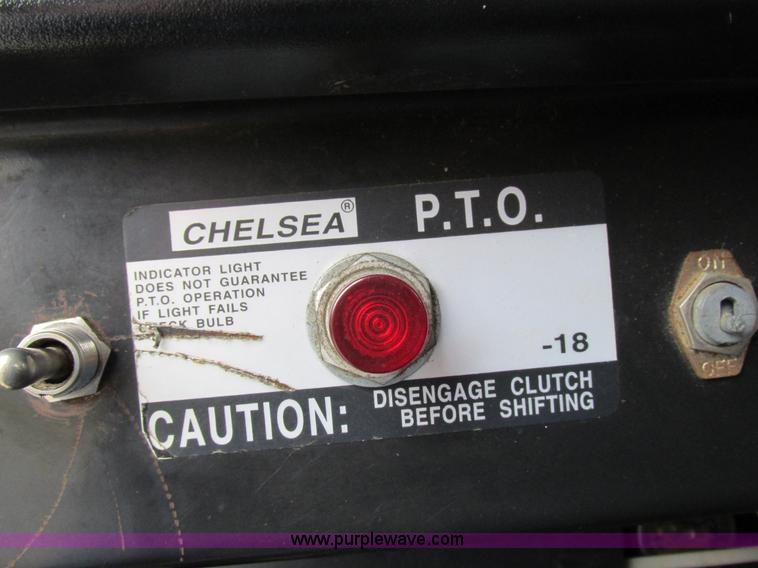 CHELSEA® P.T.O.
INDICATOR LIGHT
DOES NOT GUARANTEE
P.T.O. OPERATION
IF LIGHT FAILS
CHECK BULB
-18
CAUTION: DISENGAGE CLUTCH
BEFORE SHIFTING
ON
OFF
www.purplewave.com